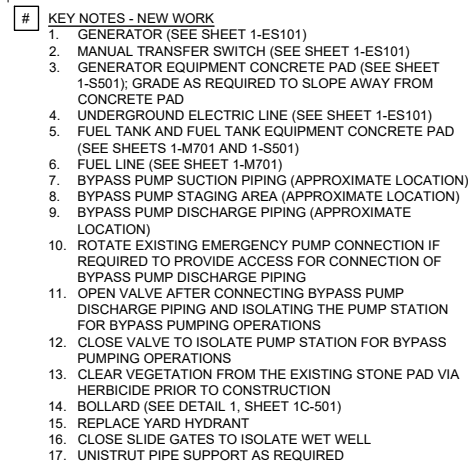 # KEY NOTES - NEW WORK
1. GENERATOR (SEE SHEET 1-ES101)
2. MANUAL TRANSFER SWITCH (SEE SHEET 1-ES101)
3. GENERATOR EQUIPMENT CONCRETE PAD (SEE SHEET
1-S501); GRADE AS REQUIRED TO SLOPE AWAY FROM
CONCRETE PAD
4. UNDERGROUND ELECTRIC LINE (SEE SHEET 1-ES101)
5. FUEL TANK AND FUEL TANK EQUIPMENT CONCRETE PAD
(SEE SHEETS 1-M701 AND 1-S501)
6. FUEL LINE (SEE SHEET 1-M701)
7. BYPASS PUMP SUCTION PIPING (APPROXIMATE LOCATION)
8. BYPASS PUMP STAGING AREA (APPROXIMATE LOCATION)
9. BYPASS PUMP DISCHARGE PIPING (APPROXIMATE
LOCATION)
10. ROTATE EXISTING EMERGENCY PUMP CONNECTION IF
REQUIRED TO PROVIDE ACCESS FOR CONNECTION OF
BYPASS PUMP DISCHARGE PIPING
11. OPEN VALVE AFTER CONNECTING BYPASS PUMP
DISCHARGE PIPING AND ISOLATING THE PUMP STATION
FOR BYPASS PUMPING OPERATIONS
12. CLOSE VALVE TO ISOLATE PUMP STATION FOR BYPASS
PUMPING OPERATIONS
13. CLEAR VEGETATION FROM THE EXISTING STONE PAD VIA
HERBICIDE PRIOR TO CONSTRUCTION
14. BOLLARD (SEE DETAIL 1, SHEET 1C-501)
15. REPLACE YARD HYDRANT
16. CLOSE SLIDE GATES TO ISOLATE WET WELL
17. UNISTRUT PIPE SUPPORT AS REQUIRED